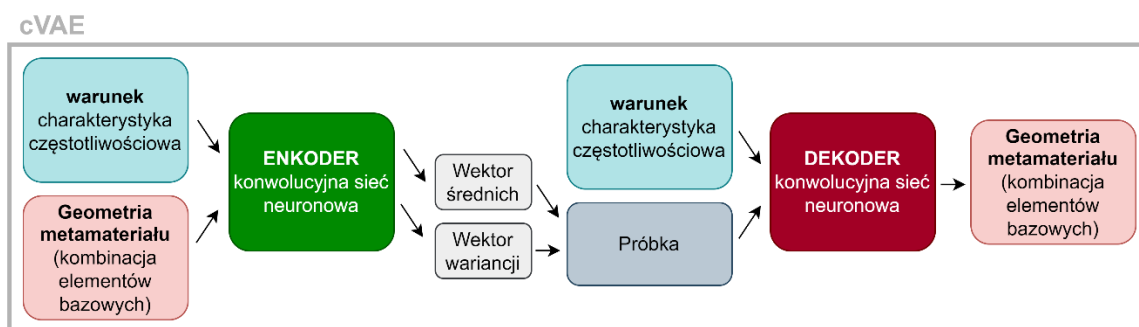 cVAE
warunek
charakterystyka
częstotliwościowa
Geometria
metamateriału
(kombinacja
elementów
bazowych)
ENKODER
konwolucyjna sieć
neuronowa
Wektor
średnich
Wektor
wariancji
warunek
charakterystyka
częstotliwościowa
Próbka
DEKODER
konwolucyjna sieć
neuronowa
Geometria
metamateriału
(kombinacja
elementów
bazowych)